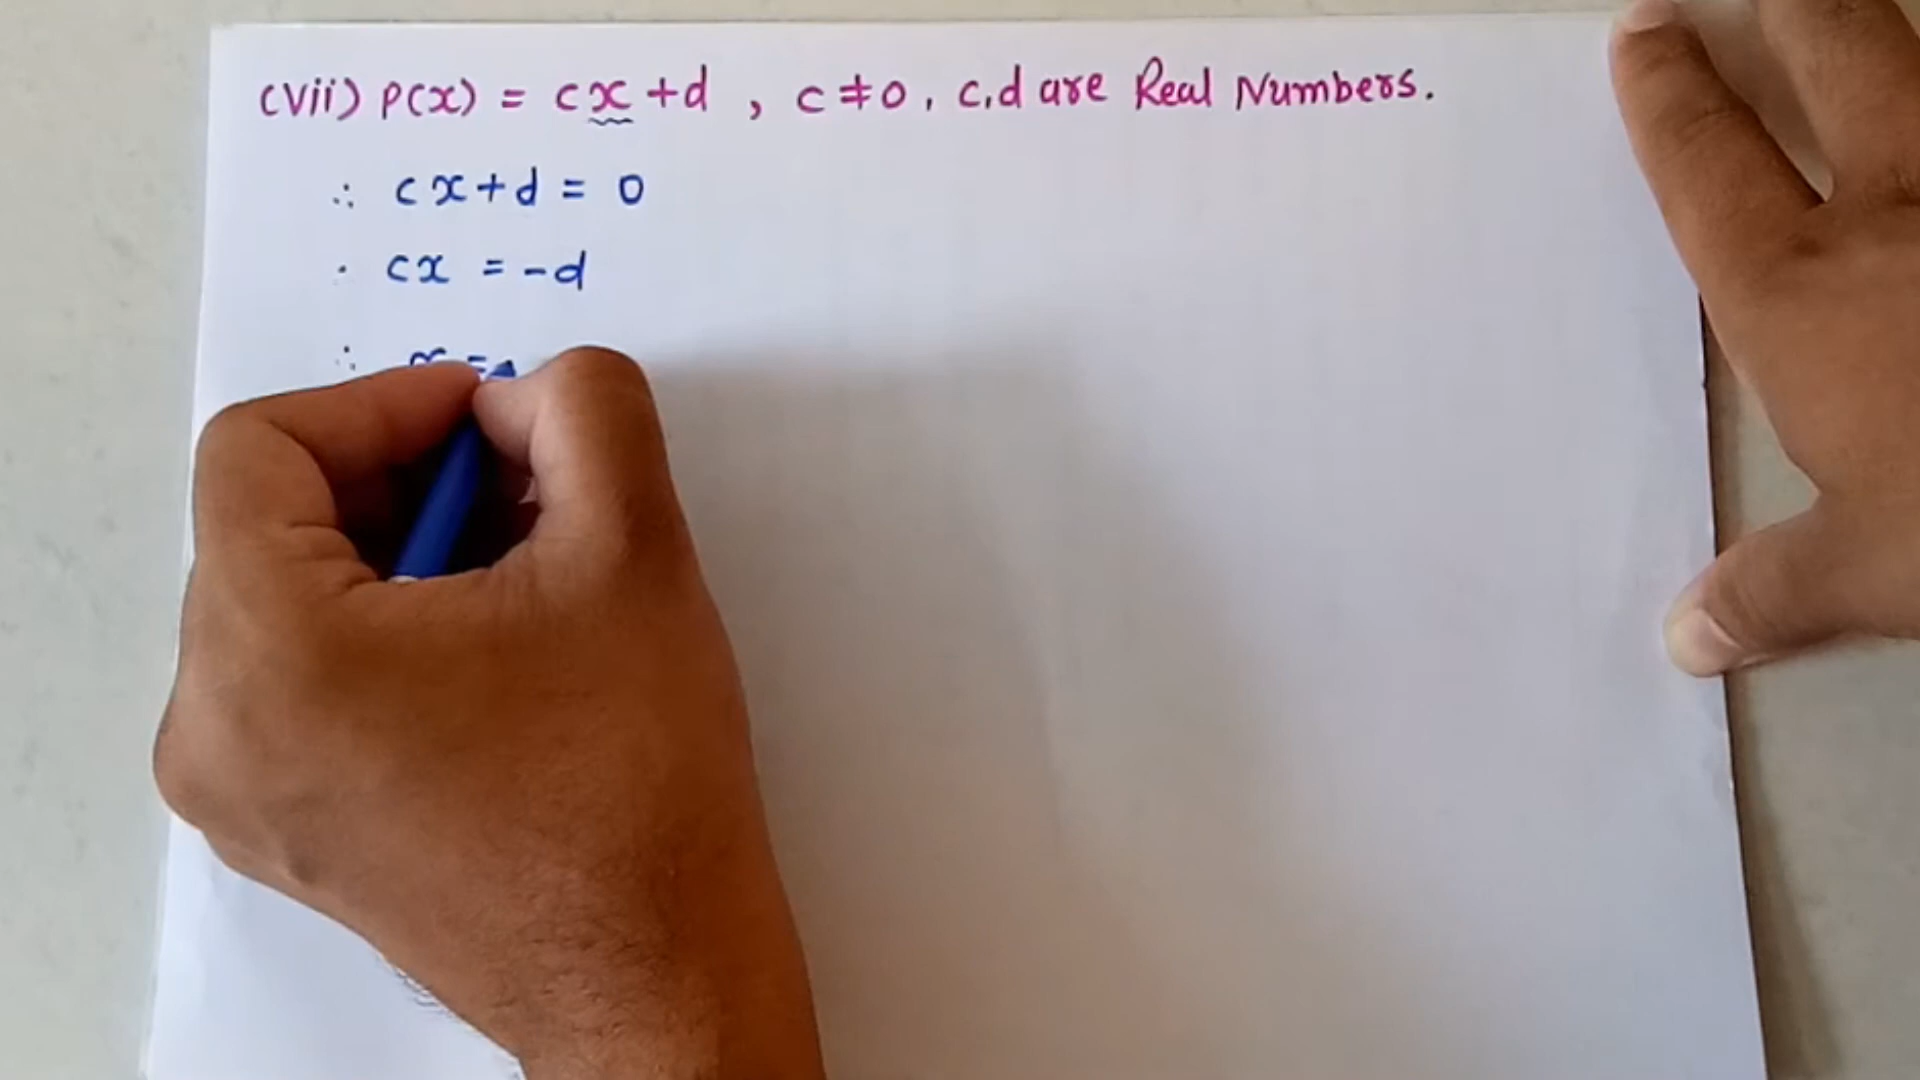 (vii) P(x) = cx+d , c≠0, c,d are Real Numbers.
∴ cx+d = 0
∴ cx = -d
∴ x =